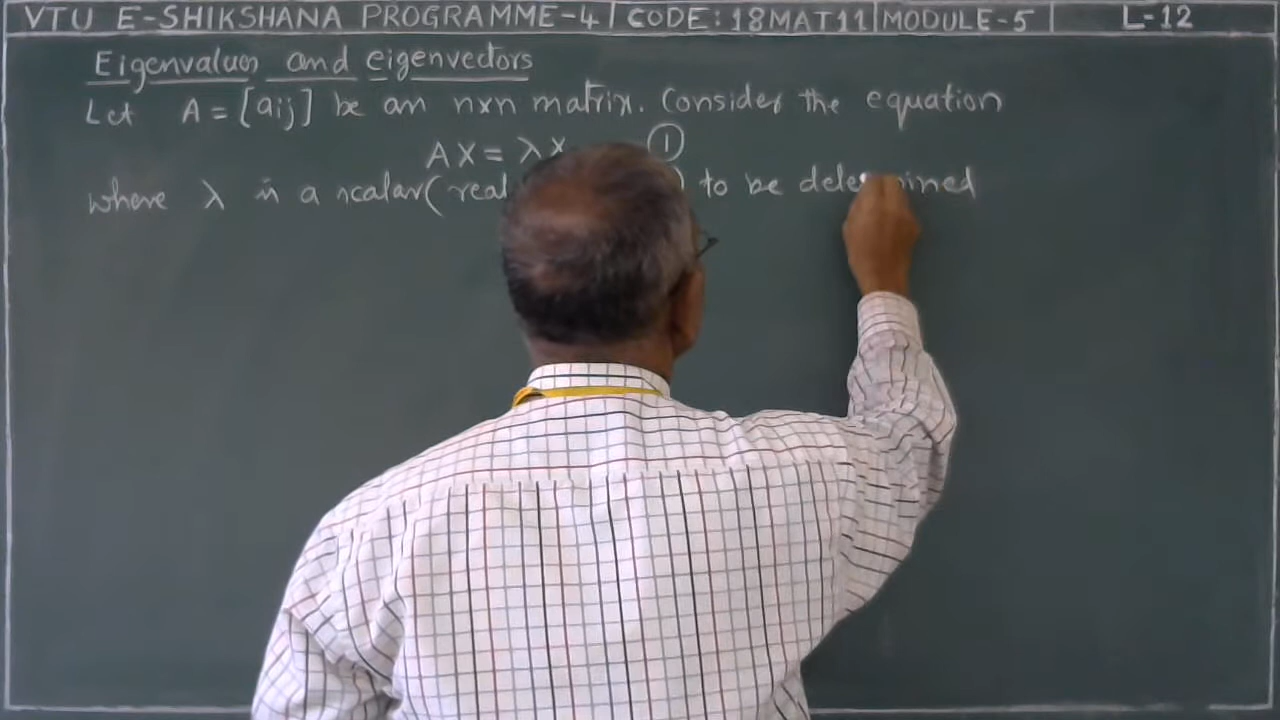 VTU E-SHIKSHANA PROGRAMME-4 | CODE: 18MAT11 | MODULE-5 | L-12
Eigenvalues and eigenvectors
Let A = [aij] be an nxn matrix. Consider the equation
AX = λX ①
where λ is a scalar (real to be determined